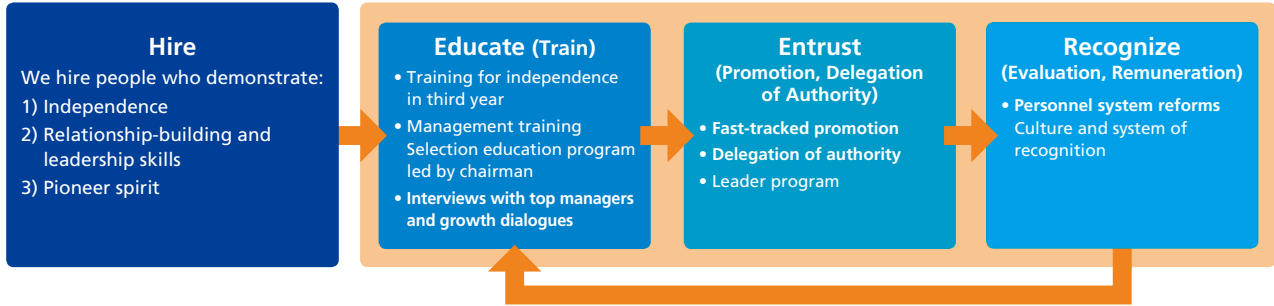 Hire
We hire people who demonstrate:
1) Independence
2) Relationship-building and
leadership skills
3) Pioneer spirit
Educate (Train)
• Training for independence
in third year
• Management training
Selection education program
led by chairman
• Interviews with top managers
and growth dialogues
Entrust
(Promotion, Delegation
of Authority)
• Fast-tracked promotion
• Delegation of authority
• Leader program
Recognize
(Evaluation, Remuneration)
• Personnel system reforms
Culture and system of
recognition